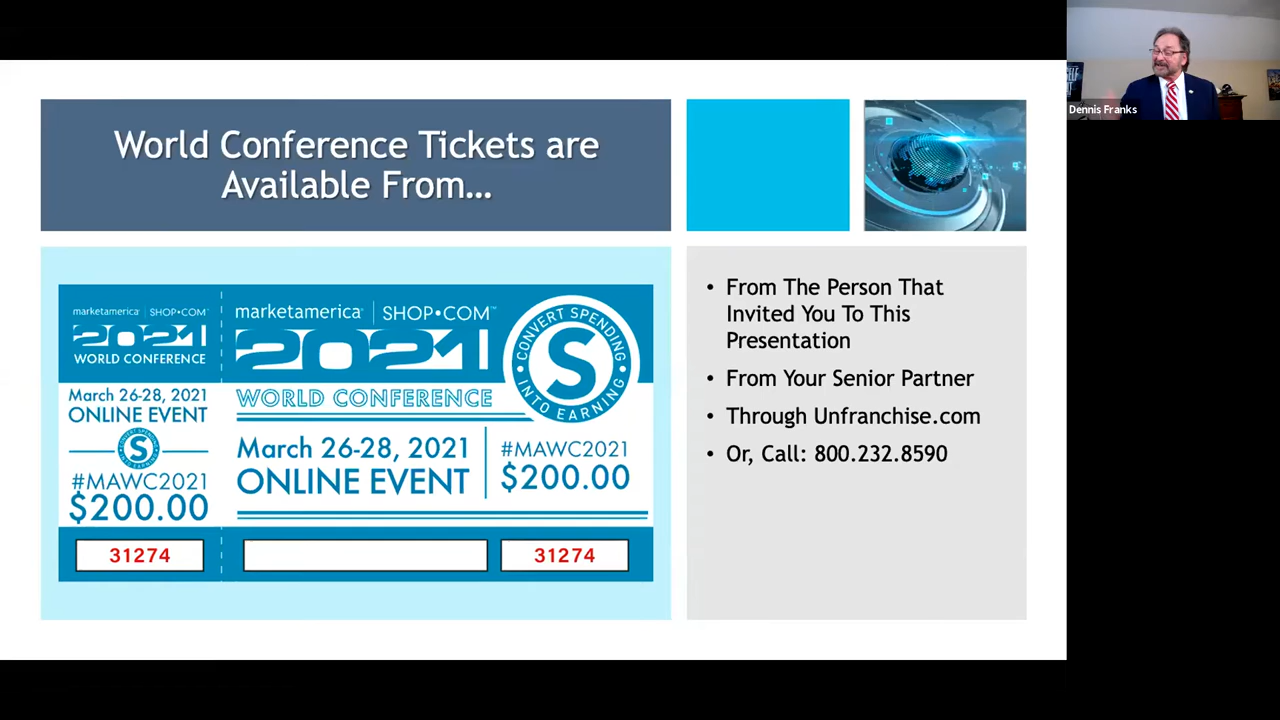 World Conference Tickets are
Available From...
marketamerica | SHOP•COM
2021
WORLD CONFERENCE
March 26-28, 2021
ONLINE EVENT
#MAWC2021
$200.00
31274
marketamerica | SHOP•COM™
2021
WORLD CONFERENCE
CONVERT SPENDING
INTO EARNING
S
March 26-28, 2021
ONLINE EVENT
#MAWC2021
$200.00
31274
• From The Person That
Invited You To This
Presentation
• From Your Senior Partner
• Through Unfranchise.com
• Or, Call: 800.232.8590
Dennis Franks